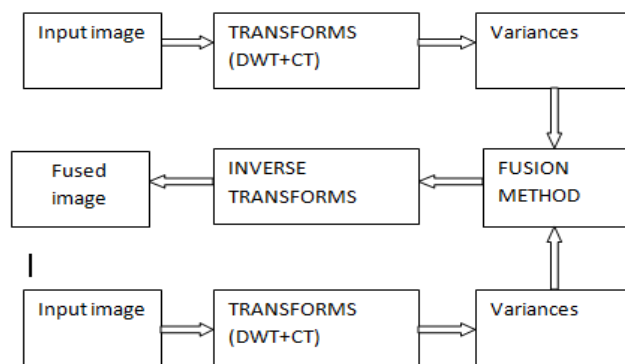 Input image
TRANSFORMS
(DWT+CT)
Variances
Fused
image
INVERSE
TRANSFORMS
FUSION
METHOD
Input image
TRANSFORMS
(DWT+CT)
Variances